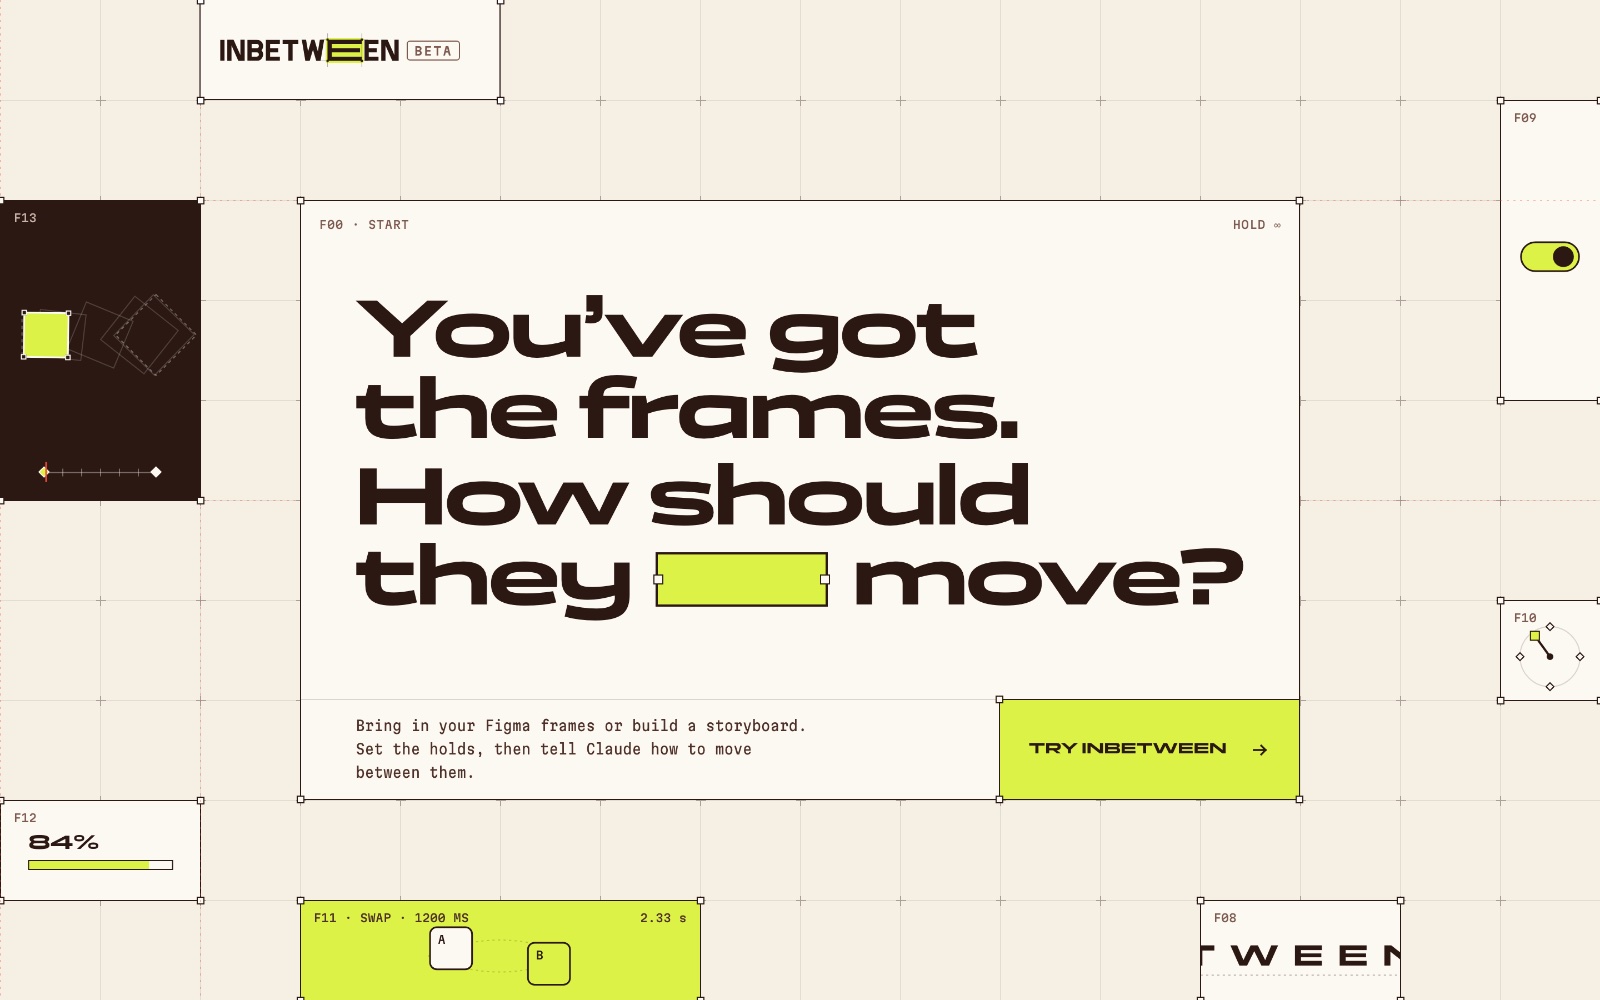 INBETWEEN BETA
F09
F13
F00 · START
HOLD ∞
You've got
the frames.
How should
they move?
F10
Bring in your Figma frames or build a storyboard.
Set the holds, then tell Claude how to move
between them.
TRY INBETWEEN →
F12
84%
F11 · SWAP · 1200 MS
2.33 s
A
B
F08
TWEEN